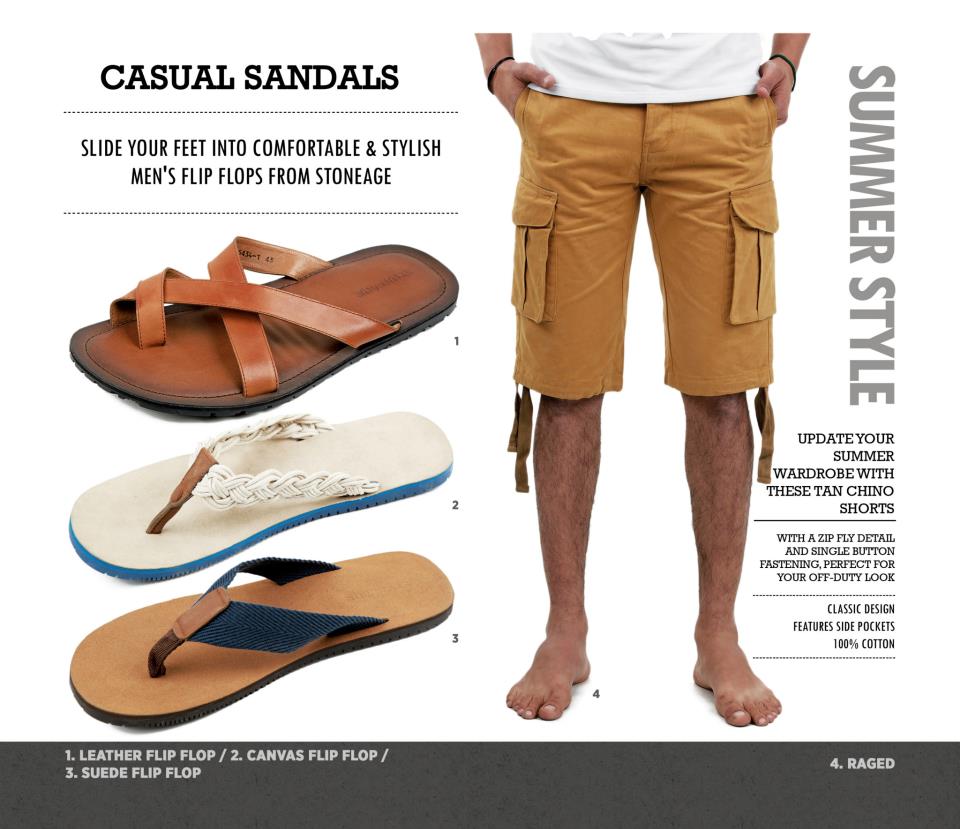 CASUAL SANDALS
SLIDE YOUR FEET INTO COMFORTABLE & STYLISH
MEN'S FLIP FLOPS FROM STONEAGE
1
2
3
1. LEATHER FLIP FLOP / 2. CANVAS FLIP FLOP /
3. SUEDE FLIP FLOP
SUMMER STYLE
UPDATE YOUR
SUMMER
WARDROBE WITH
THESE TAN CHINO
SHORTS
WITH A ZIP FLY DETAIL
AND SINGLE BUTTON
FASTENING, PERFECT FOR
YOUR OFF-DUTY LOOK
CLASSIC DESIGN
FEATURES SIDE POCKETS
100% COTTON
4
4. RAGED